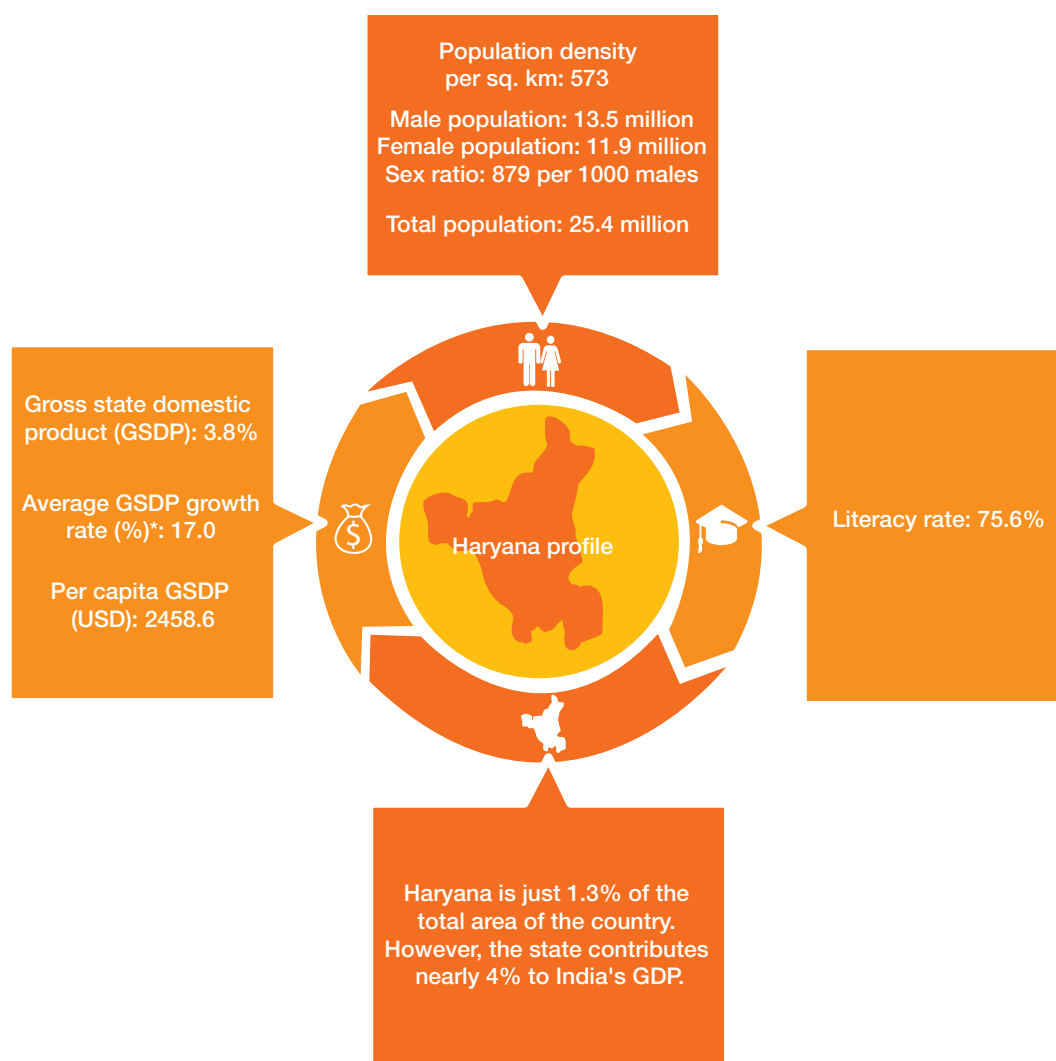 Population density
per sq. km: 573
Male population: 13.5 million
Female population: 11.9 million
Sex ratio: 879 per 1000 males
Total population: 25.4 million
Gross state domestic
product (GSDP): 3.8%
Average GSDP growth
rate (%)*: 17.0
Per capita GSDP
(USD): 2458.6
$
Haryana profile
Literacy rate: 75.6%
Haryana is just 1.3% of the
total area of the country.
However, the state contributes
nearly 4% to India's GDP.